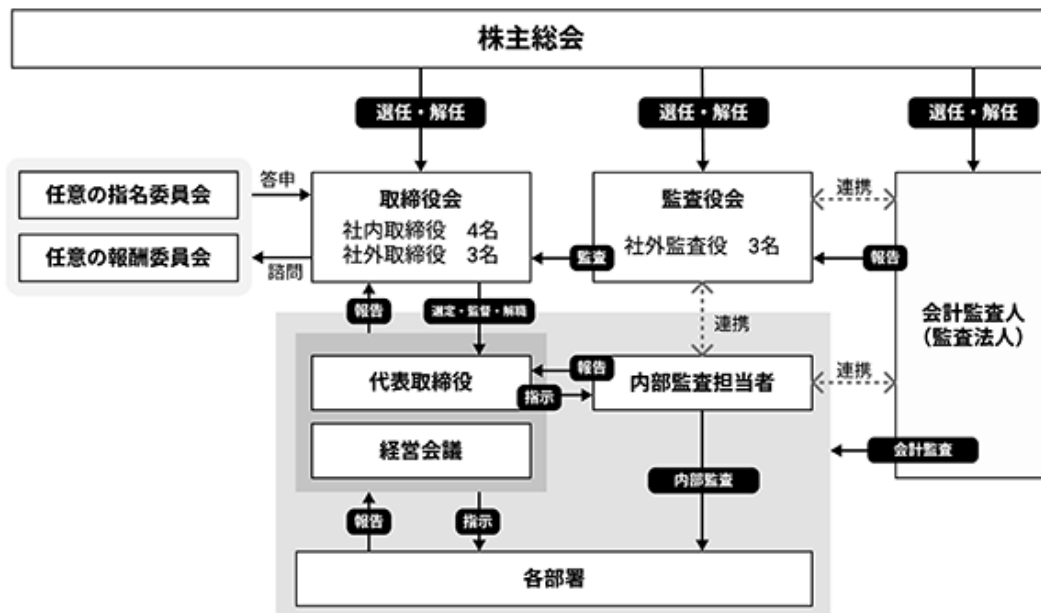 株主総会
選任・解任
選任・解任
選任・解任
任意の指名委員会
任意の報酬委員会
答申
諮問
取締役会
社内取締役 4名
社外取締役 3名
監査
監査役会
社外監査役 3名
連携
報告
会計監査人
(監査法人)
報告
選定・監督・解職
連携
代表取締役
報告
指示
内部監査担当者
連携
経営会議
会計監査
内部監査
報告
指示
各部署